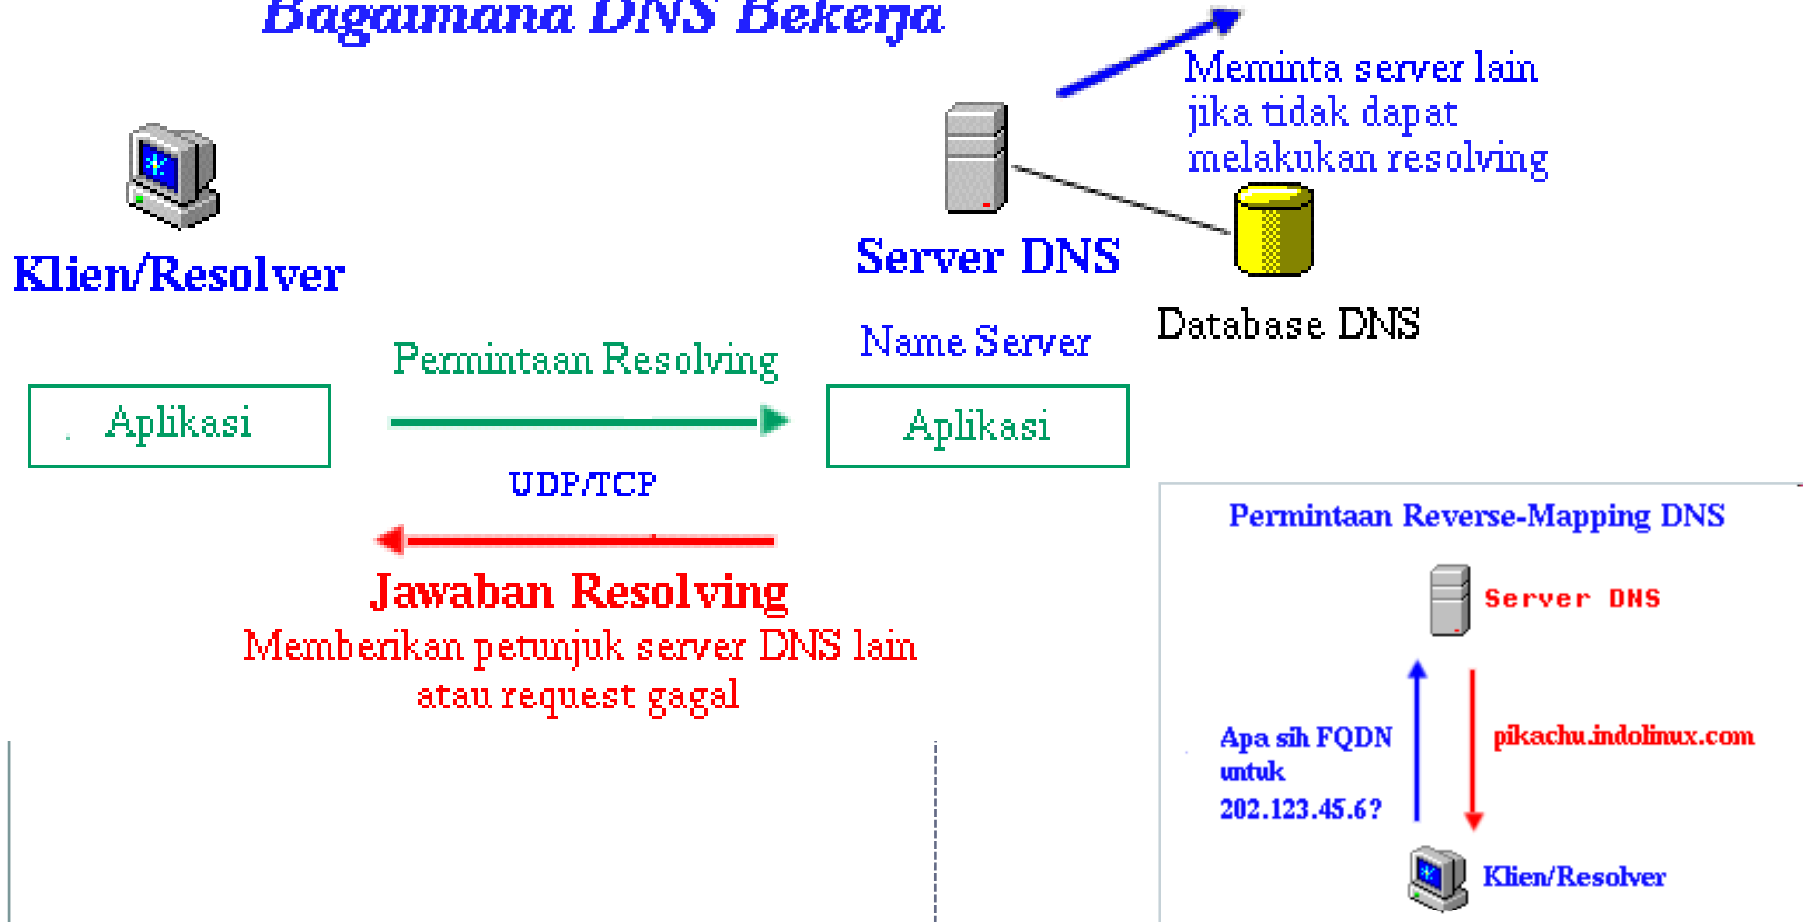 Bagaimana DNS Bekerja
Meminta server lain
jika tidak dapat
melakukan resolving
Klien/Resolver
Server DNS
Database DNS
Name Server
Permintaan Resolving
Aplikasi
Aplikasi
UDP/TCP
Jawaban Resolving
Memberikan petunjuk server DNS lain
atau request gagal
Permintaan Reverse-Mapping DNS
Server DNS
Apa sih FQDN
untuk
202.123.45.6?
pikachu.indolinux.com
Klien/Resolver